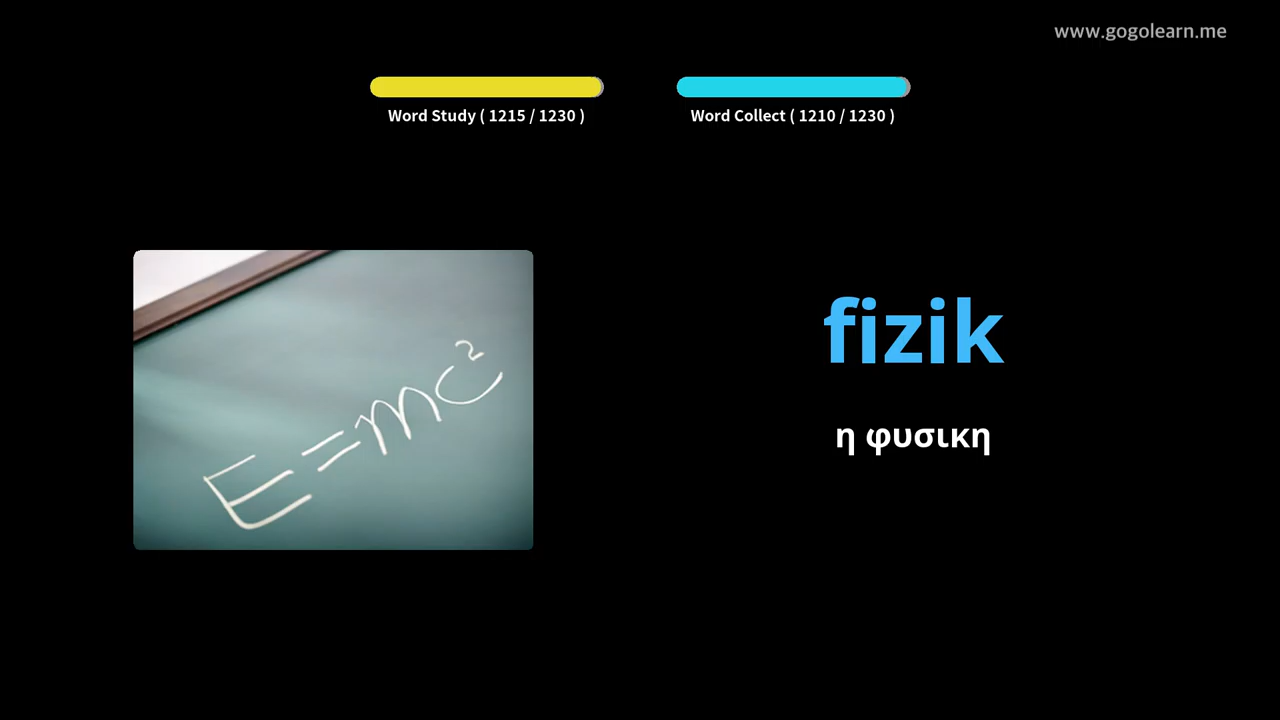 www.gogolearn.me
Word Study ( 1215 / 1230 )
Word Collect ( 1210 / 1230 )
E=mc²
fizik
η φυσικη